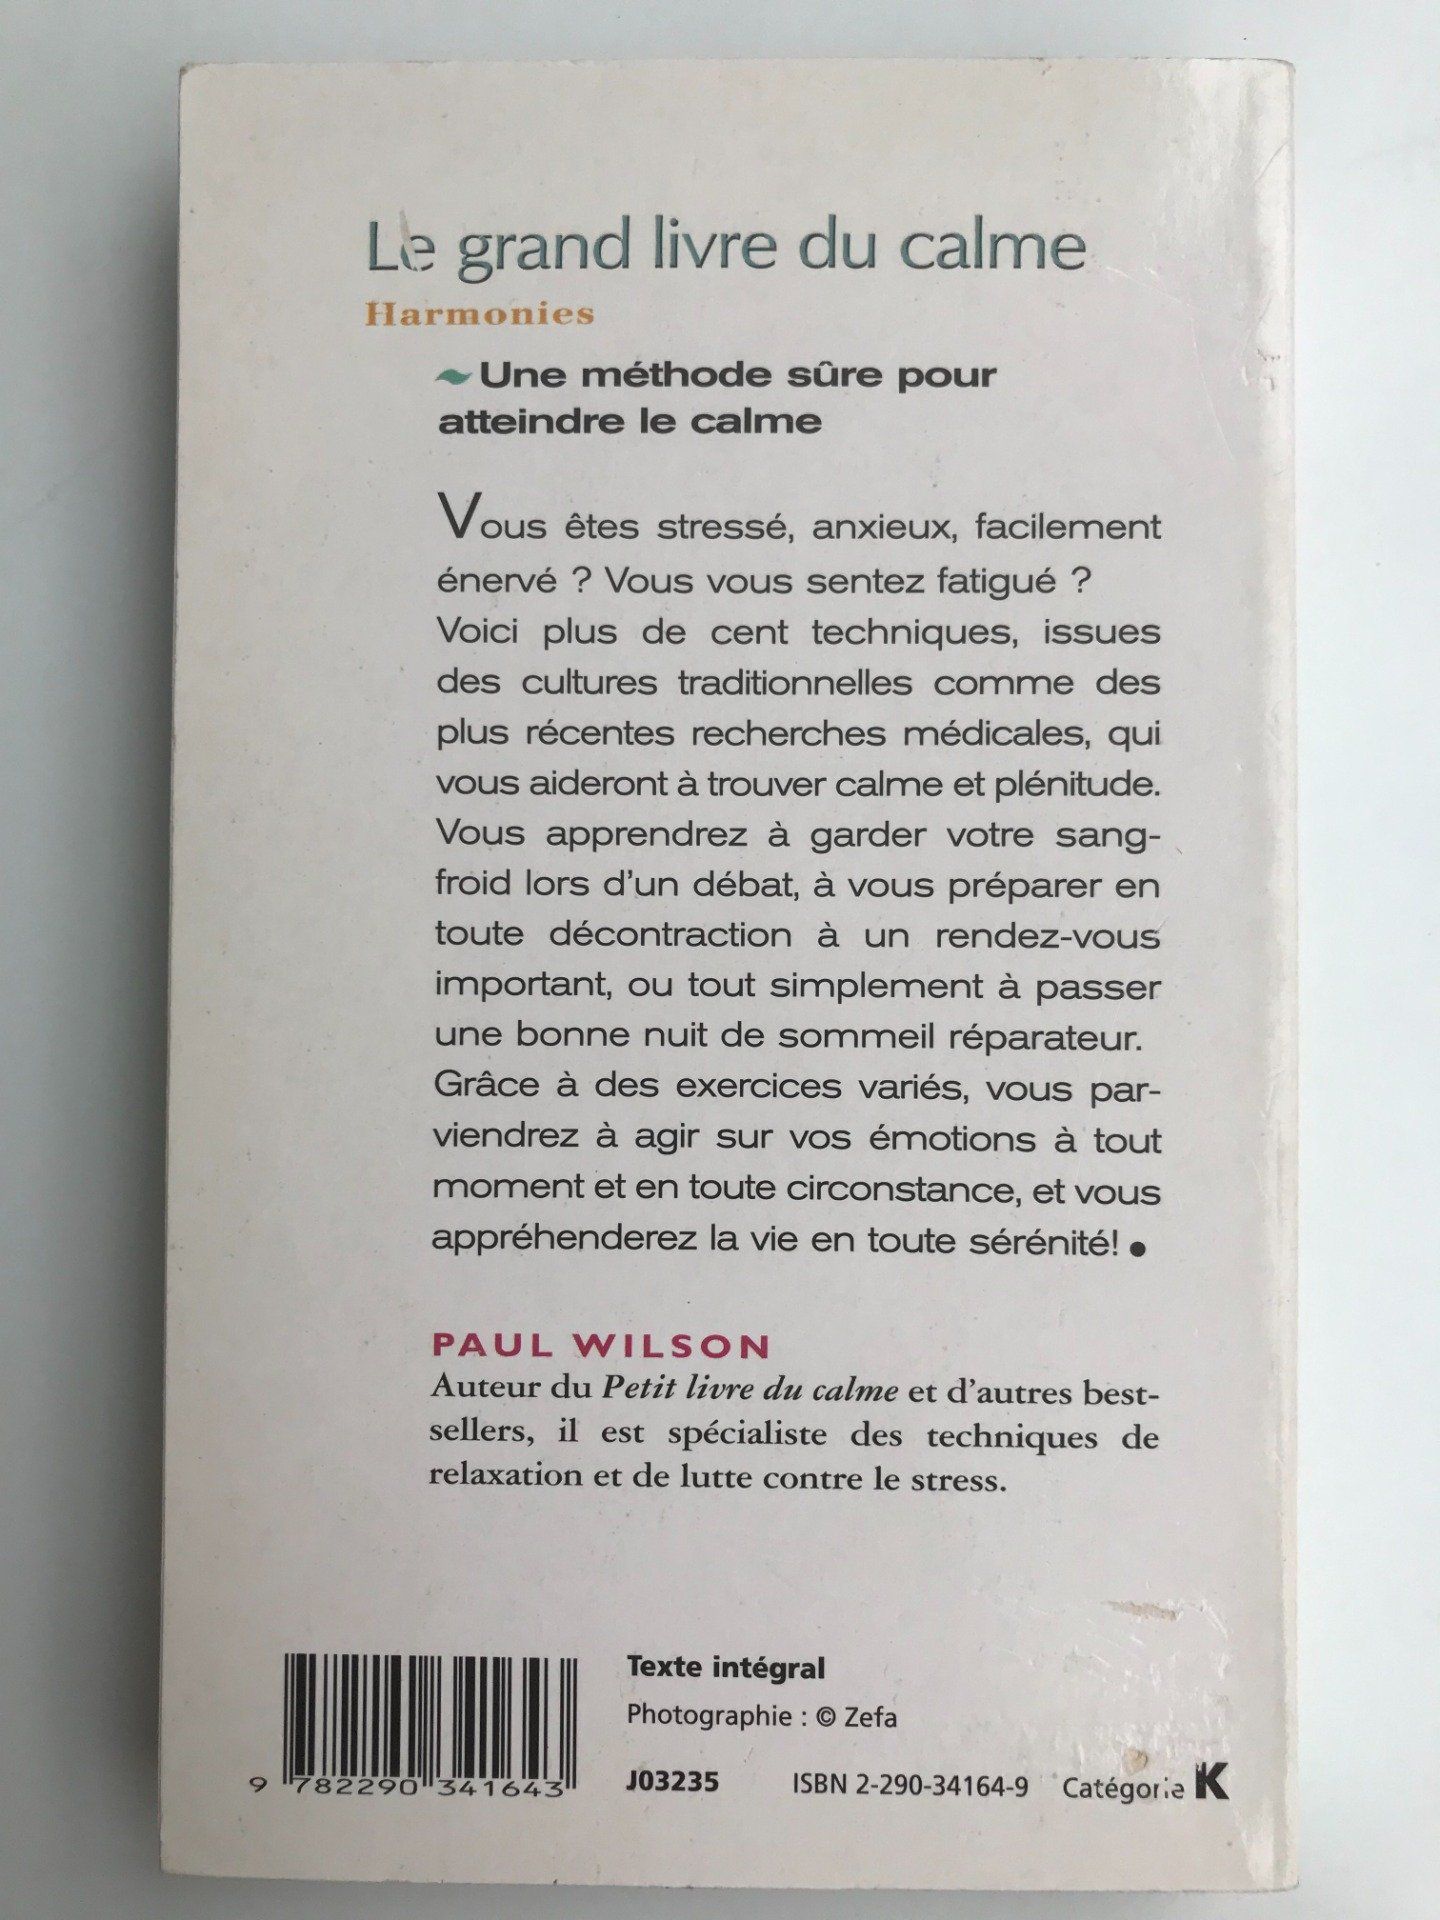 Le grand livre du calme
Harmonies
Une méthode sûre pour
atteindre le calme
Vous êtes stressé, anxieux, facilement
énervé ? Vous vous sentez fatigué ?
Voici plus de cent techniques, issues
des cultures traditionnelles comme des
plus récentes recherches médicales, qui
vous aideront à trouver calme et plénitude.
Vous apprendrez à garder votre sang-
froid lors d'un débat, à vous préparer en
toute décontraction à un rendez-vous
important, ou tout simplement à passer
une bonne nuit de sommeil réparateur.
Grâce à des exercices variés, vous par-
viendrez à agir sur vos émotions à tout
moment et en toute circonstance, et vous
appréhenderez la vie en toute sérénité! ●
PAUL WILSON
Auteur du Petit livre du calme et d'autres best-
sellers, il est spécialiste des techniques de
relaxation et de lutte contre le stress.
Texte intégral
Photographie : © Zefa
9 782290 341643
J03235 ISBN 2-290-34164-9 Catégorie K